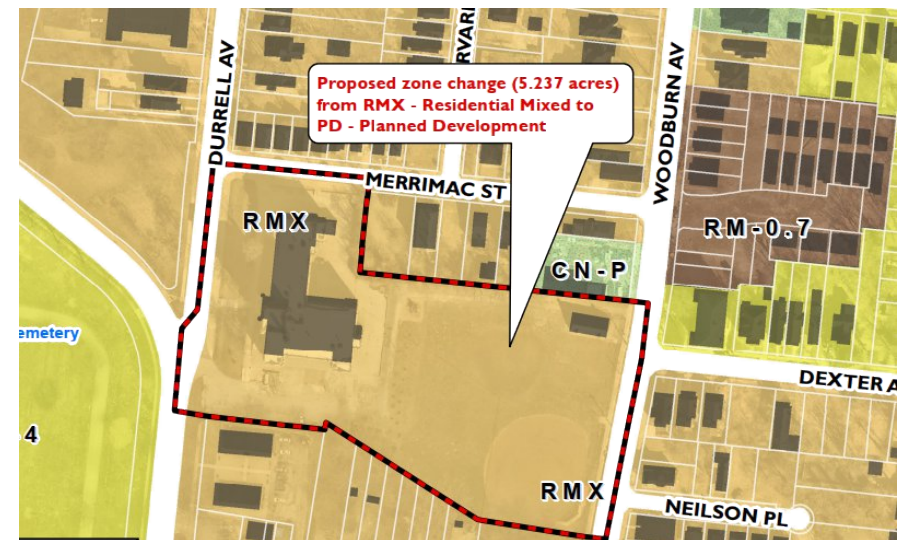 DURRELL AV
RVARD
WOODBURN AV
Proposed zone change (5.237 acres)
from RMX - Residential Mixed to
PD - Planned Development
MERRIMAC ST
RMX
RM-0.7
CN-P
emetery
DEXTER A
4
RMX
NEILSON PL